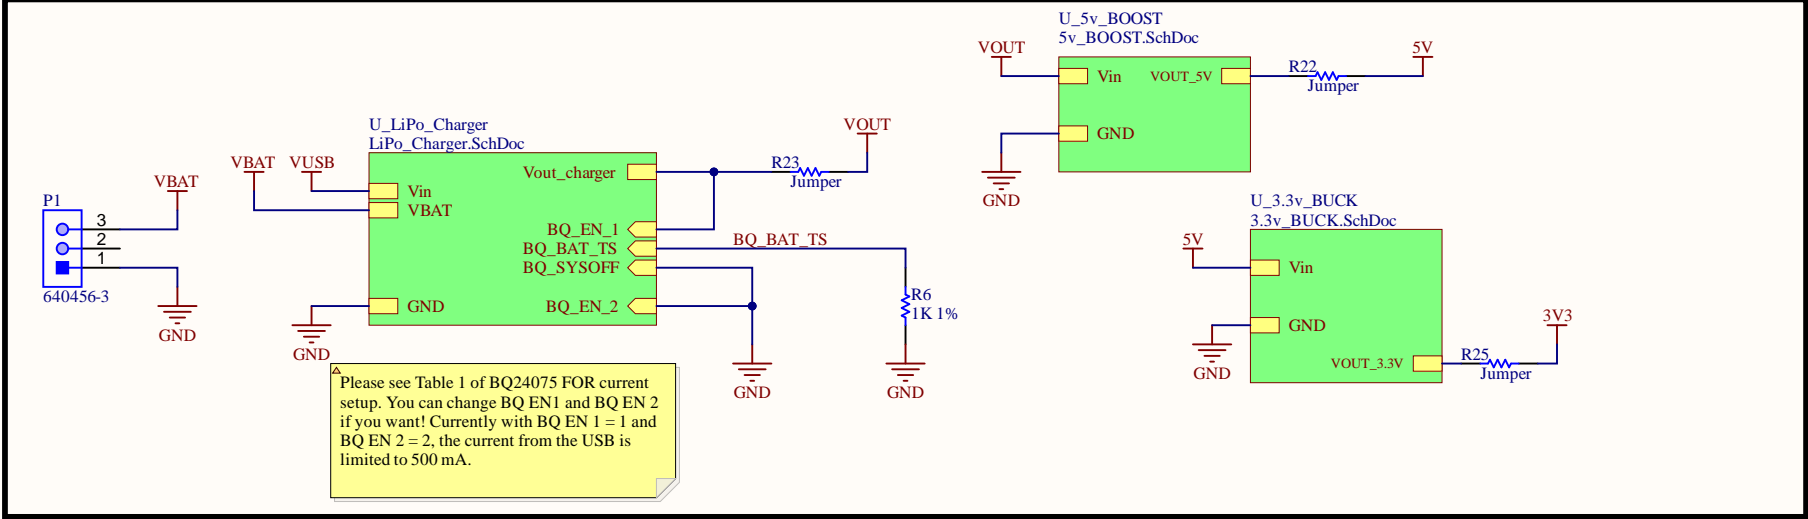 P1
3
2
1
640456-3
VBAT
GND
VBAT
VUSB
U_LiPo_Charger
LiPo_Charger.SchDoc
Vin
VBAT
GND
Vout_charger
BQ_EN_1
BQ_BAT_TS
BQ_SYSOFF
BQ_EN_2
GND
R23
Jumper
VOUT
BQ_BAT_TS
R6
1K 1%
GND
GND
Please see Table 1 of BQ24075 FOR current
setup. You can change BQ EN1 and BQ EN 2
if you want! Currently with BQ EN 1 = 1 and
BQ EN 2 = 2, the current from the USB is
limited to 500 mA.
U_5v_BOOST
5v_BOOST.SchDoc
VOUT
Vin
VOUT_5V
GND
GND
R22
Jumper
5V
U_3.3v_BUCK
3.3v_BUCK.SchDoc
5V
Vin
GND
GND
VOUT_3.3V
R25
Jumper
3V3